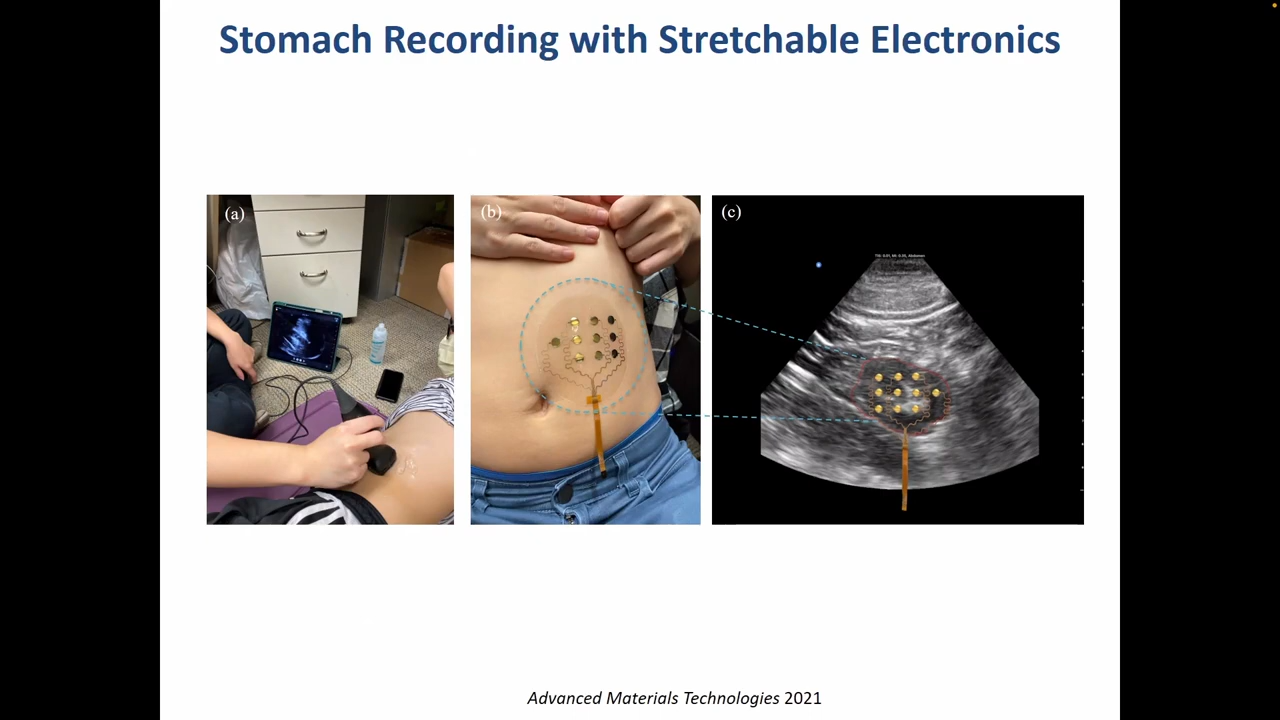 Stomach Recording with Stretchable Electronics
(a)
(b)
(c)
Advanced Materials Technologies 2021